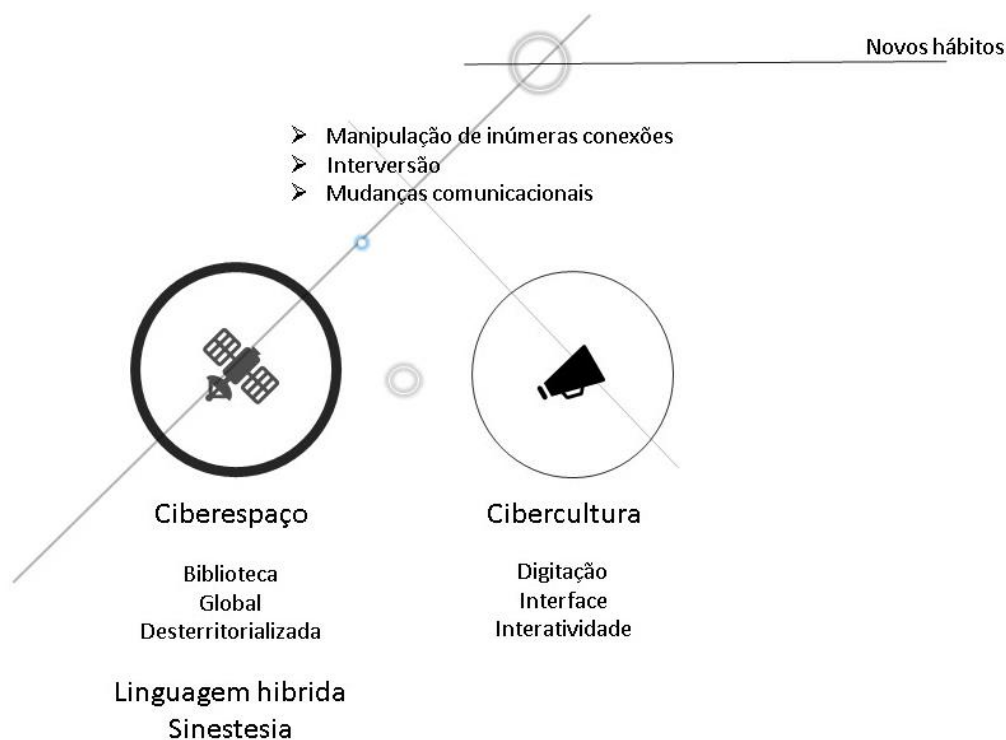 Novos hábitos
Manipulação de inúmeras conexões
Interversão
Mudanças comunicacionais
Ciberespaço
Biblioteca
Global
Desterritorializada
Linguagem hibrida
Sinestesia
Cibercultura
Digitação
Interface
Interatividade